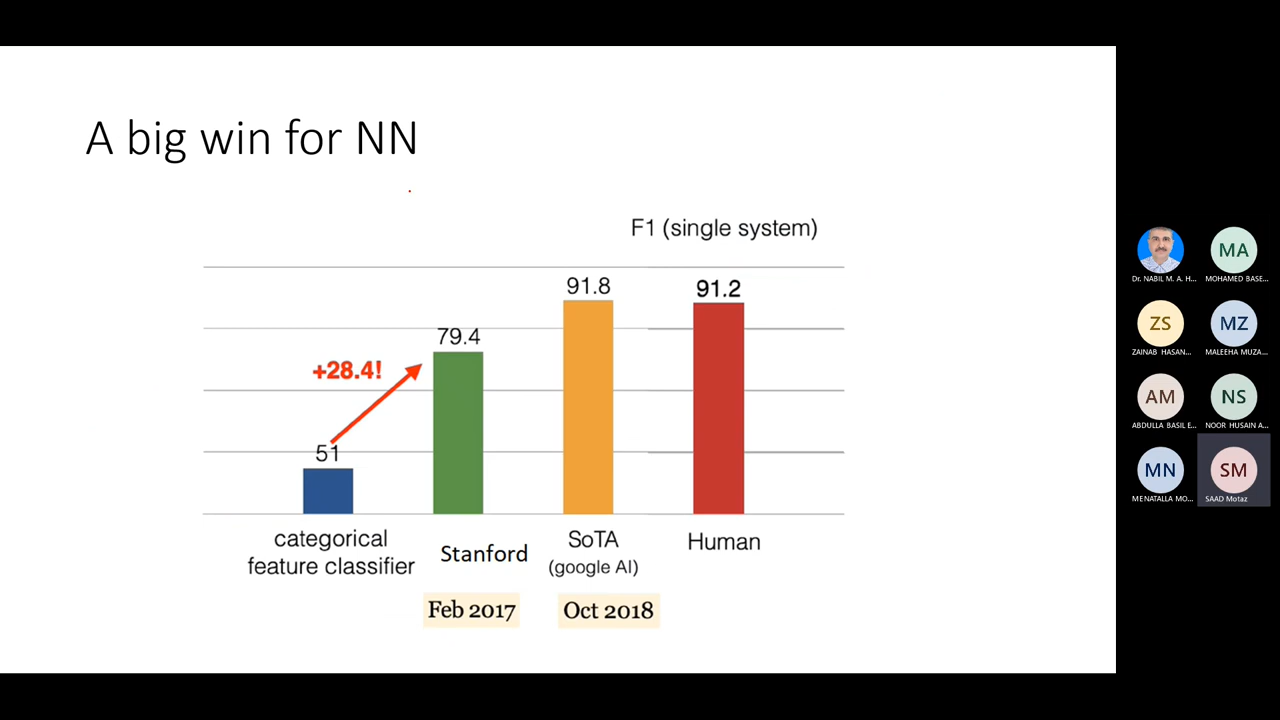 A big win for NN
F1 (single system)
91.8
91.2
79.4
+28.4!
51
categorical
feature classifier
Stanford
SoTA
(google AI)
Human
Feb 2017
Oct 2018
Dr. NABIL M. A. H...
MA
MOHAMED BASE...
ZS
ZAINAB HASAN...
MZ
MALEEHA MUZA...
AM
ABDULLA BASIL E...
NS
NOOR HUSAIN A...
MN
MENATALLA MO...
SM
SAAD Motaz